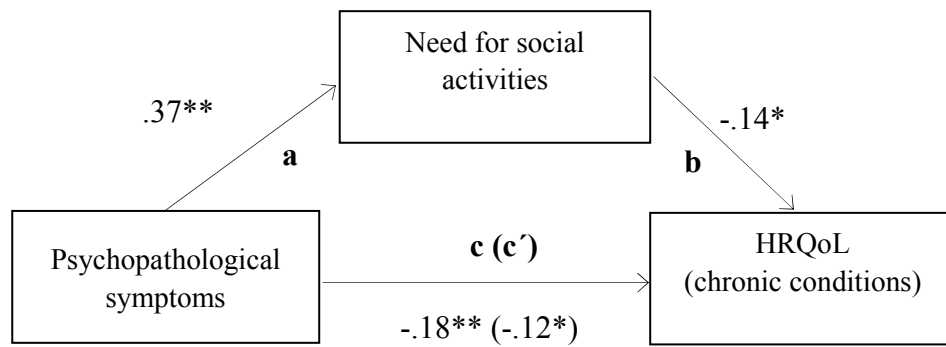 Need for social
activities
.37**
-.14*
a
b
Psychopathological
symptoms
c (c´)
-.18** (-.12*)
HRQoL
(chronic conditions)